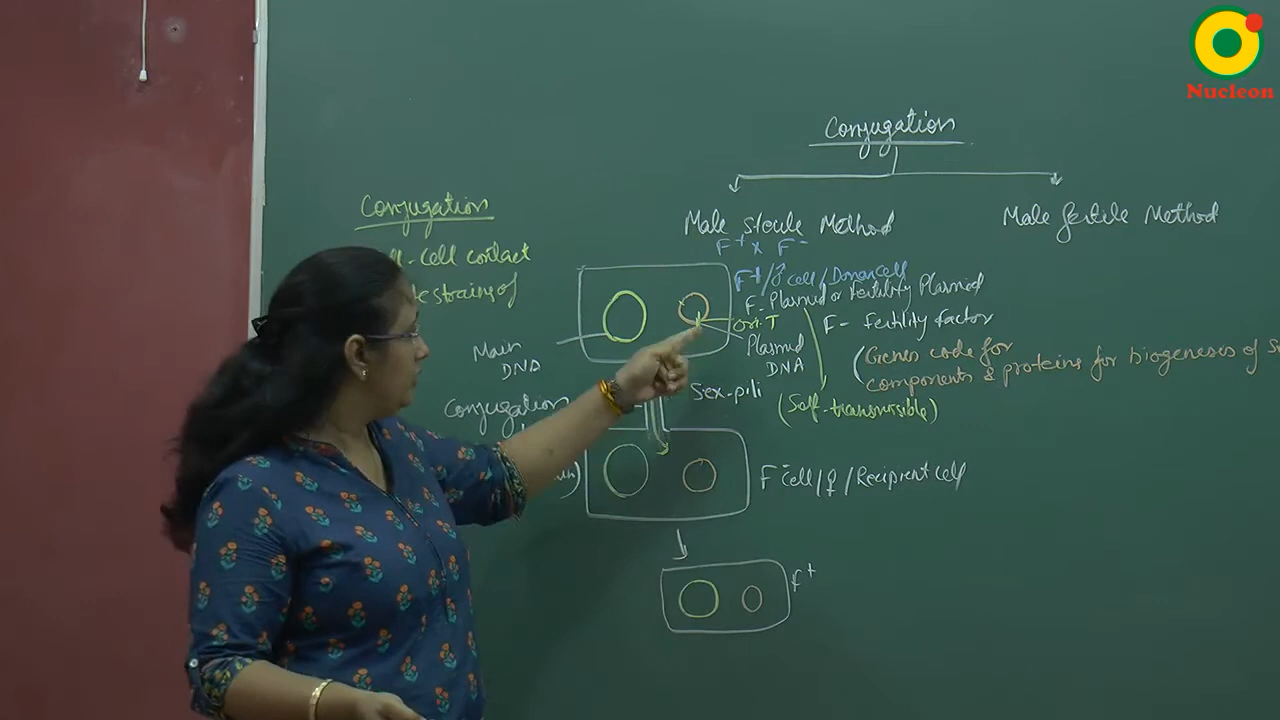 Nucleon
Conjugation
Male sterile Method
Male fertile Method
F+ x F-
Conjugation
cell contact
strains of
F+/♂ cell/Donar cell
F- Plasmid or Fertility Plasmid
Ori-T
F- Fertility factor
Plasmid
DNA
(Genes code for
components & proteins for biogenesis of
Main
DNA
Sex-pili
(Self-transmissible)
Conjugation
F- cell/♀/Recipient cell
F+